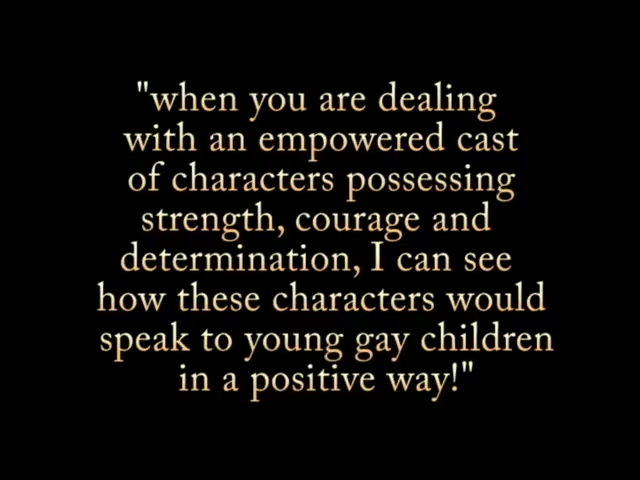 "when you are dealing
with an empowered cast
of characters possessing
strength, courage and
determination, I can see
how these characters would
speak to young gay children
in a positive way!"